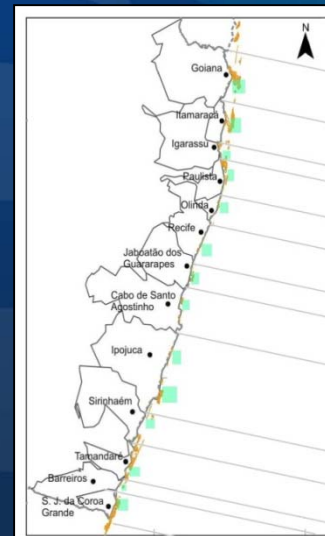 N
Goiana
Itamaracá
Igarassu
Paulista
Olinda
Recife
Jaboatão dos
Guararapes
Cabo de Santo
Agostinho
Ipojuca
Sirinhaém
Tamandaré
Barreiros
S. J. da Coroa
Grande